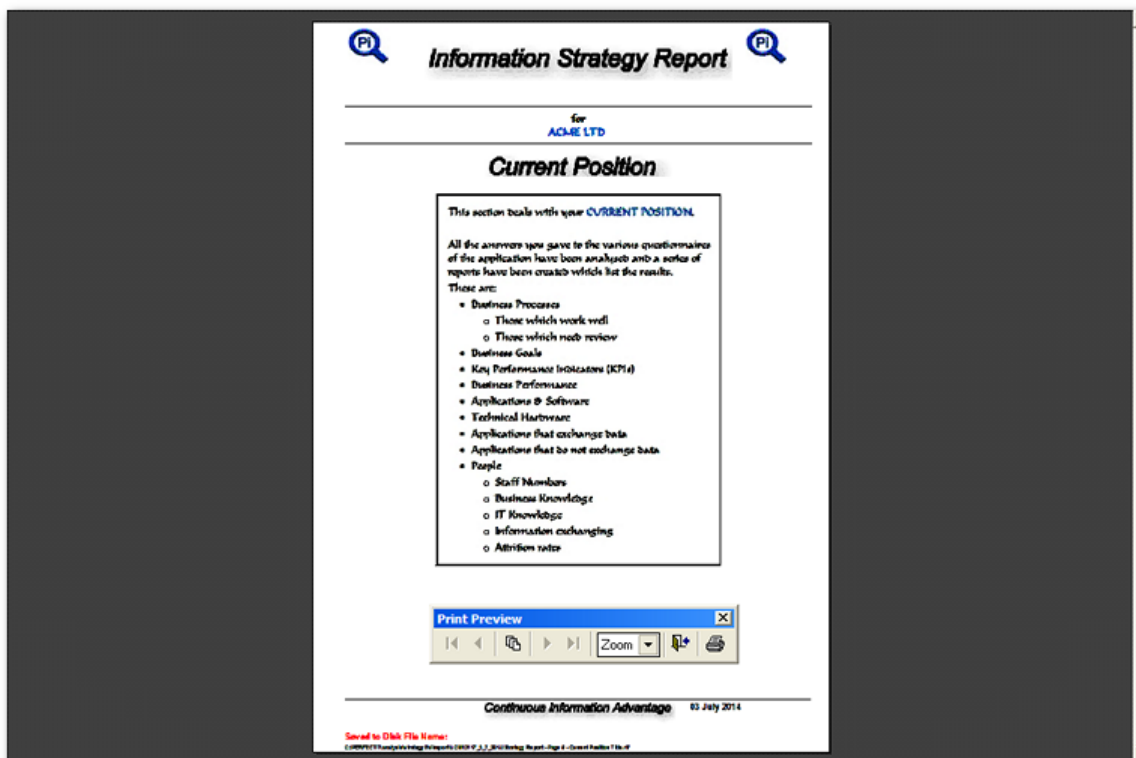 Pi
Pi
Information Strategy Report
for
ACME LTD
Current Position
This section deals with your CURRENT POSITION.
All the answers you gave to the various questionnaires
of the application have been analysed and a series of
reports have been created which list the results.
These are:
• Business Processes
o Those which work well
o Those which need review
• Business Goals
• Key Performance Indicators (KPIs)
• Business Performance
• Applications & Software
• Technical Hardware
• Applications that exchange data
• Applications that do not exchange data
• People
o Staff Numbers
o Business Knowledge
o IT Knowledge
o Information exchanging
o Attrition rates
Print Preview
Zoom
Continuous Information Advantage 03 July 2014
Saved to Disk File Name: